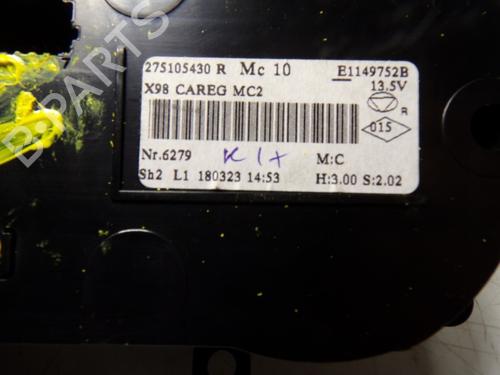 275105430 R Mc 10 E1149752B
X98 CAREG MC2 13.5V
R
015
Nr.6279 M:C
Sh2 L1 180323 14:53 H:3.00 S:2.02
B-PARTS